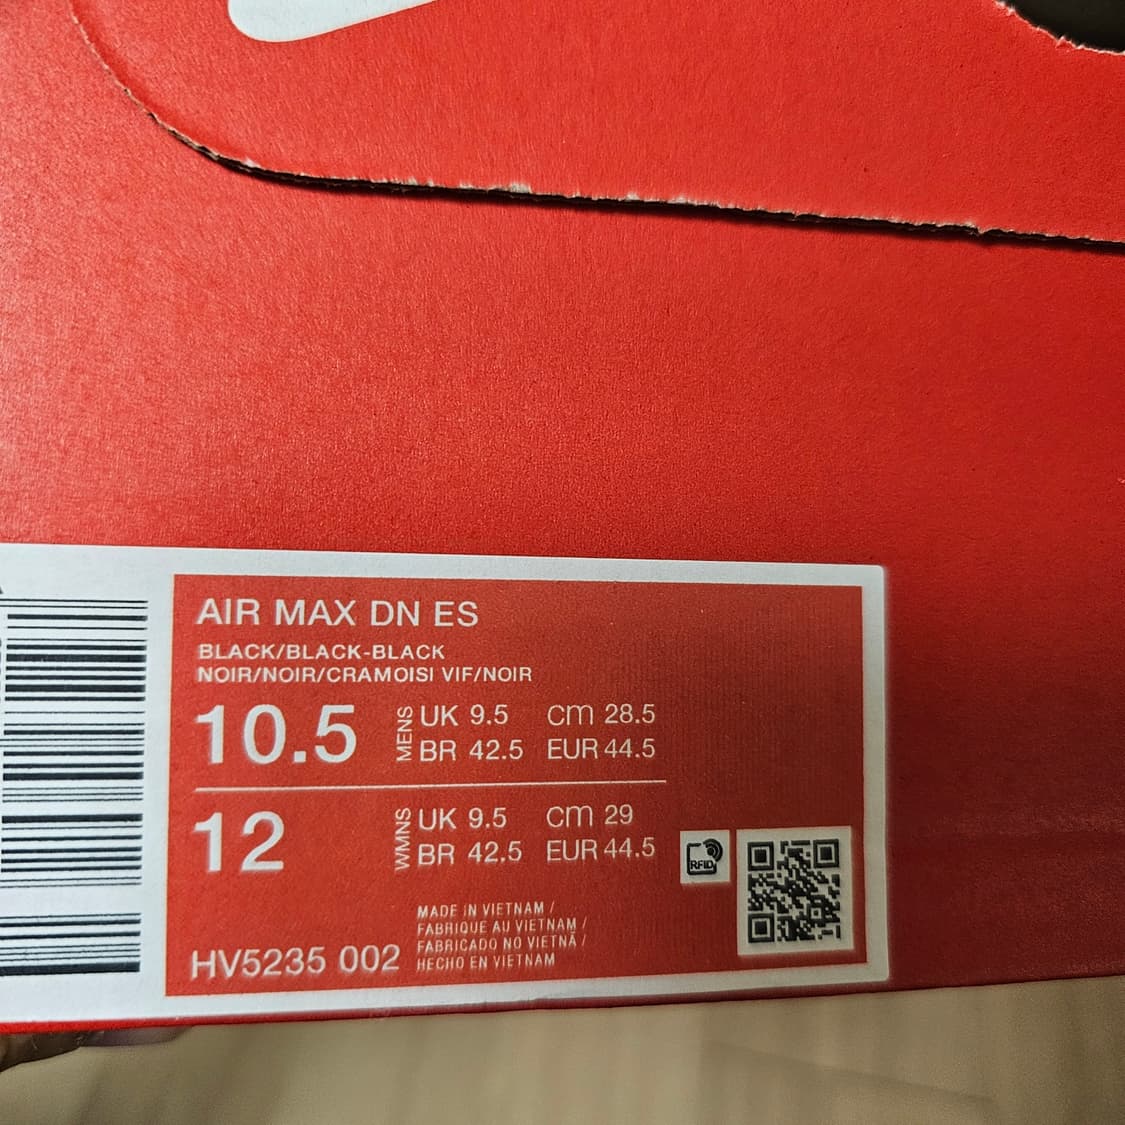 AIR MAX DN ES
BLACK/BLACK-BLACK
NOIR/NOIR/CRAMOISI VIF/NOIR
10.5 MENS UK 9.5 cm 28.5
BR 42.5 EUR 44.5
12 WMNS UK 9.5 cm 29
BR 42.5 EUR 44.5
RFID
MADE IN VIETNAM /
FABRIQUE AU VIETNAM /
FABRICADO NO VIETNÃ /
HECHO EN VIETNAM
HV5235 002